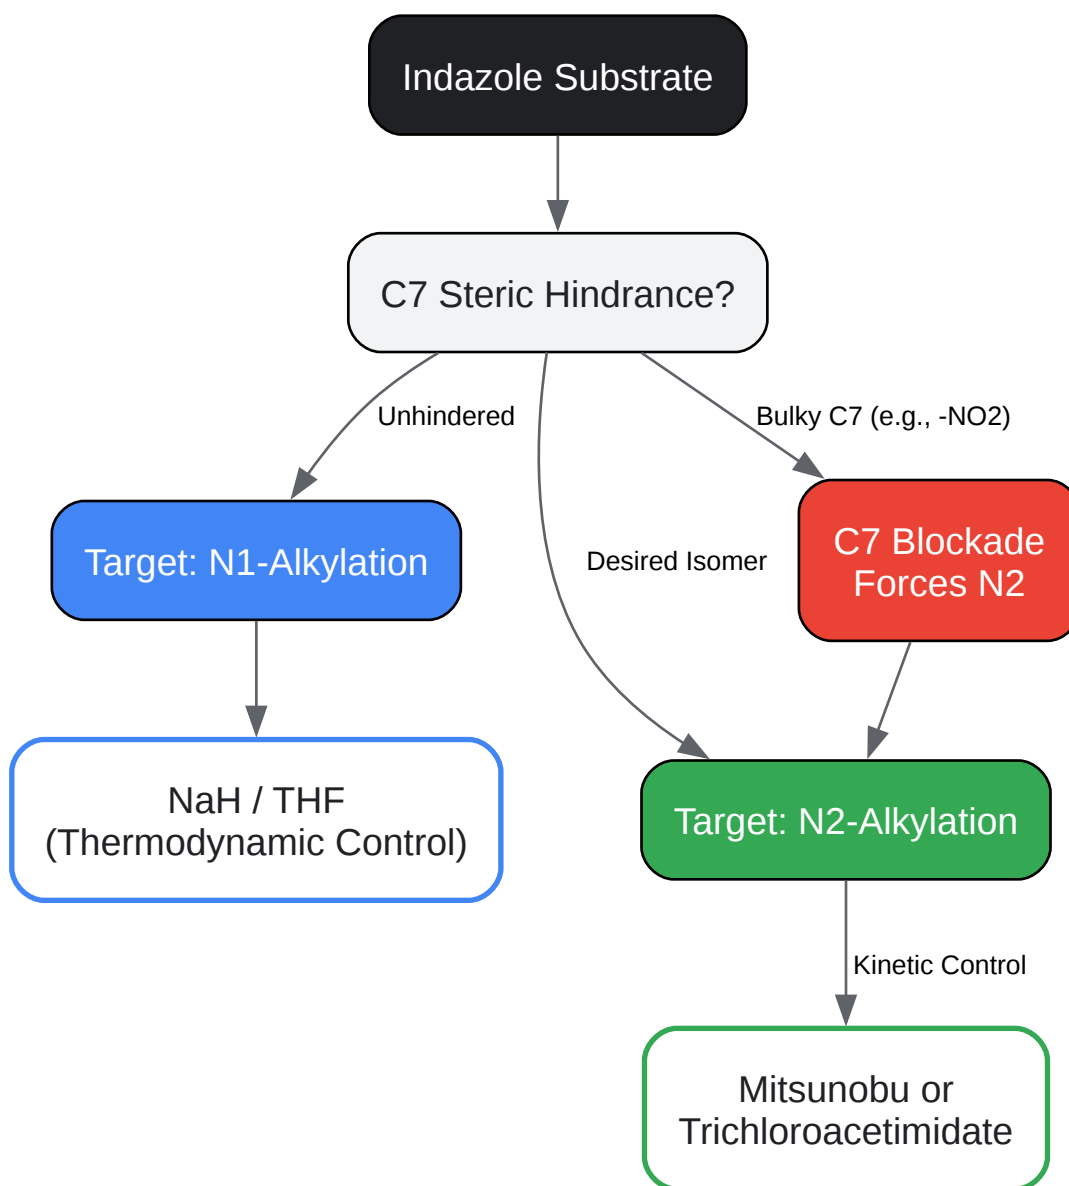 Indazole Substrate
C7 Steric Hindrance?
Unhindered
Bulky C7 (e.g., -NO2)
Target: N1-Alkylation
Desired Isomer
C7 Blockade
Forces N2
NaH / THF
(Thermodynamic Control)
Target: N2-Alkylation
Kinetic Control
Mitsunobu or
Trichloroacetimidate